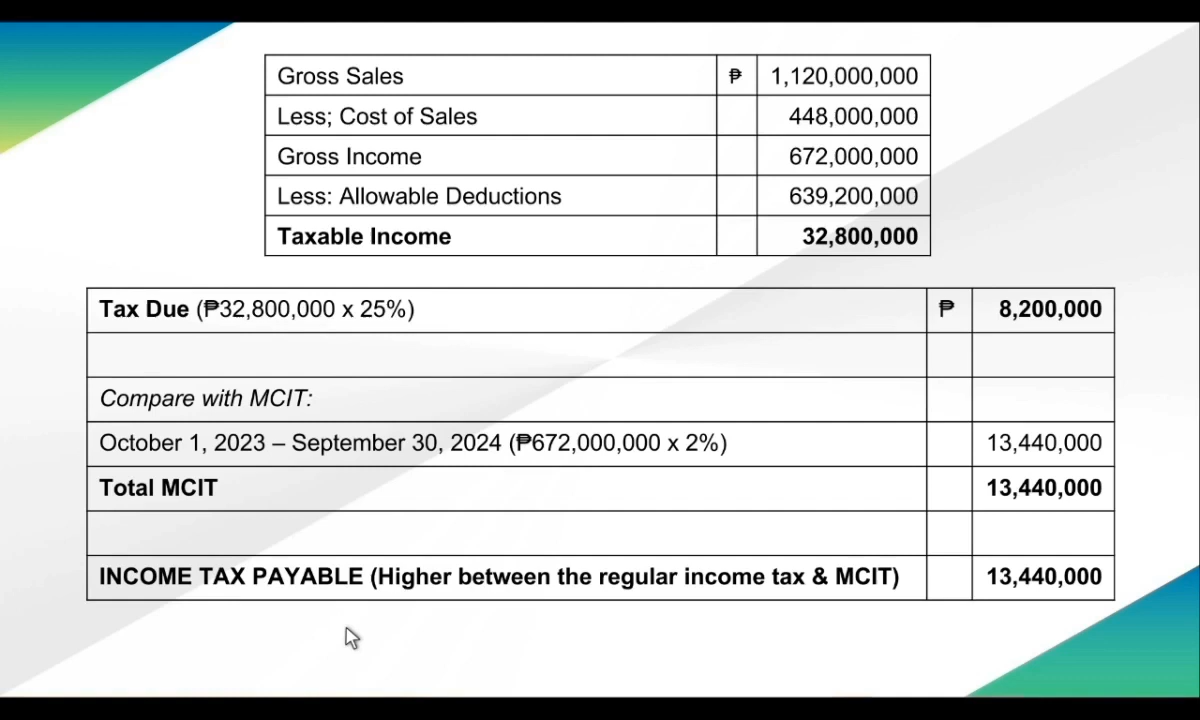 Gross Sales ₱ 1,120,000,000
Less; Cost of Sales 448,000,000
Gross Income 672,000,000
Less: Allowable Deductions 639,200,000
Taxable Income 32,800,000
Tax Due (₱32,800,000 x 25%) ₱ 8,200,000
Compare with MCIT:
October 1, 2023 – September 30, 2024 (₱672,000,000 x 2%) 13,440,000
Total MCIT 13,440,000
INCOME TAX PAYABLE (Higher between the regular income tax & MCIT) 13,440,000